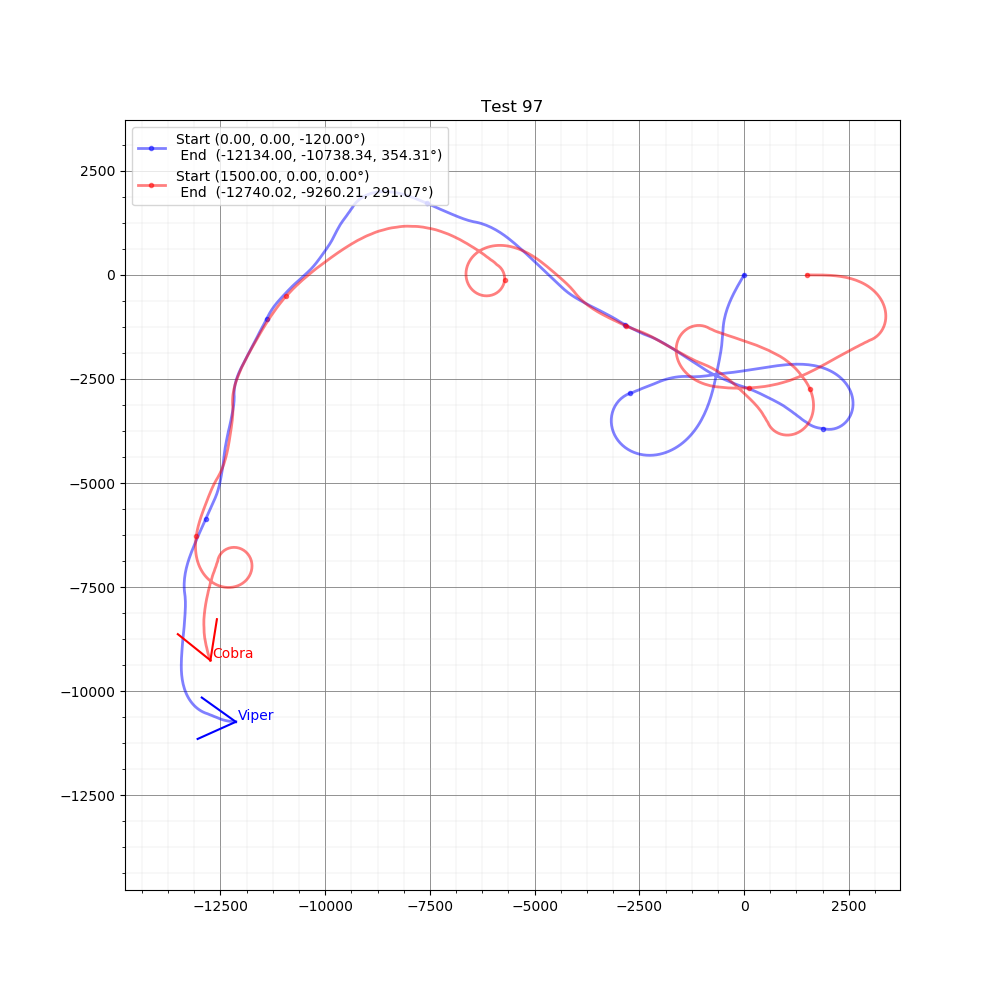 Test 97
Start (0.00, 0.00, -120.00°)
End  (-12134.00, -10738.34, 354.31°)
Start (1500.00, 0.00, 0.00°)
End  (-12740.02, -9260.21, 291.07°)
2500
0
−2500
−5000
−7500
−10000
−12500
Cobra
Viper
−12500 −10000 −7500 −5000 −2500 0 2500